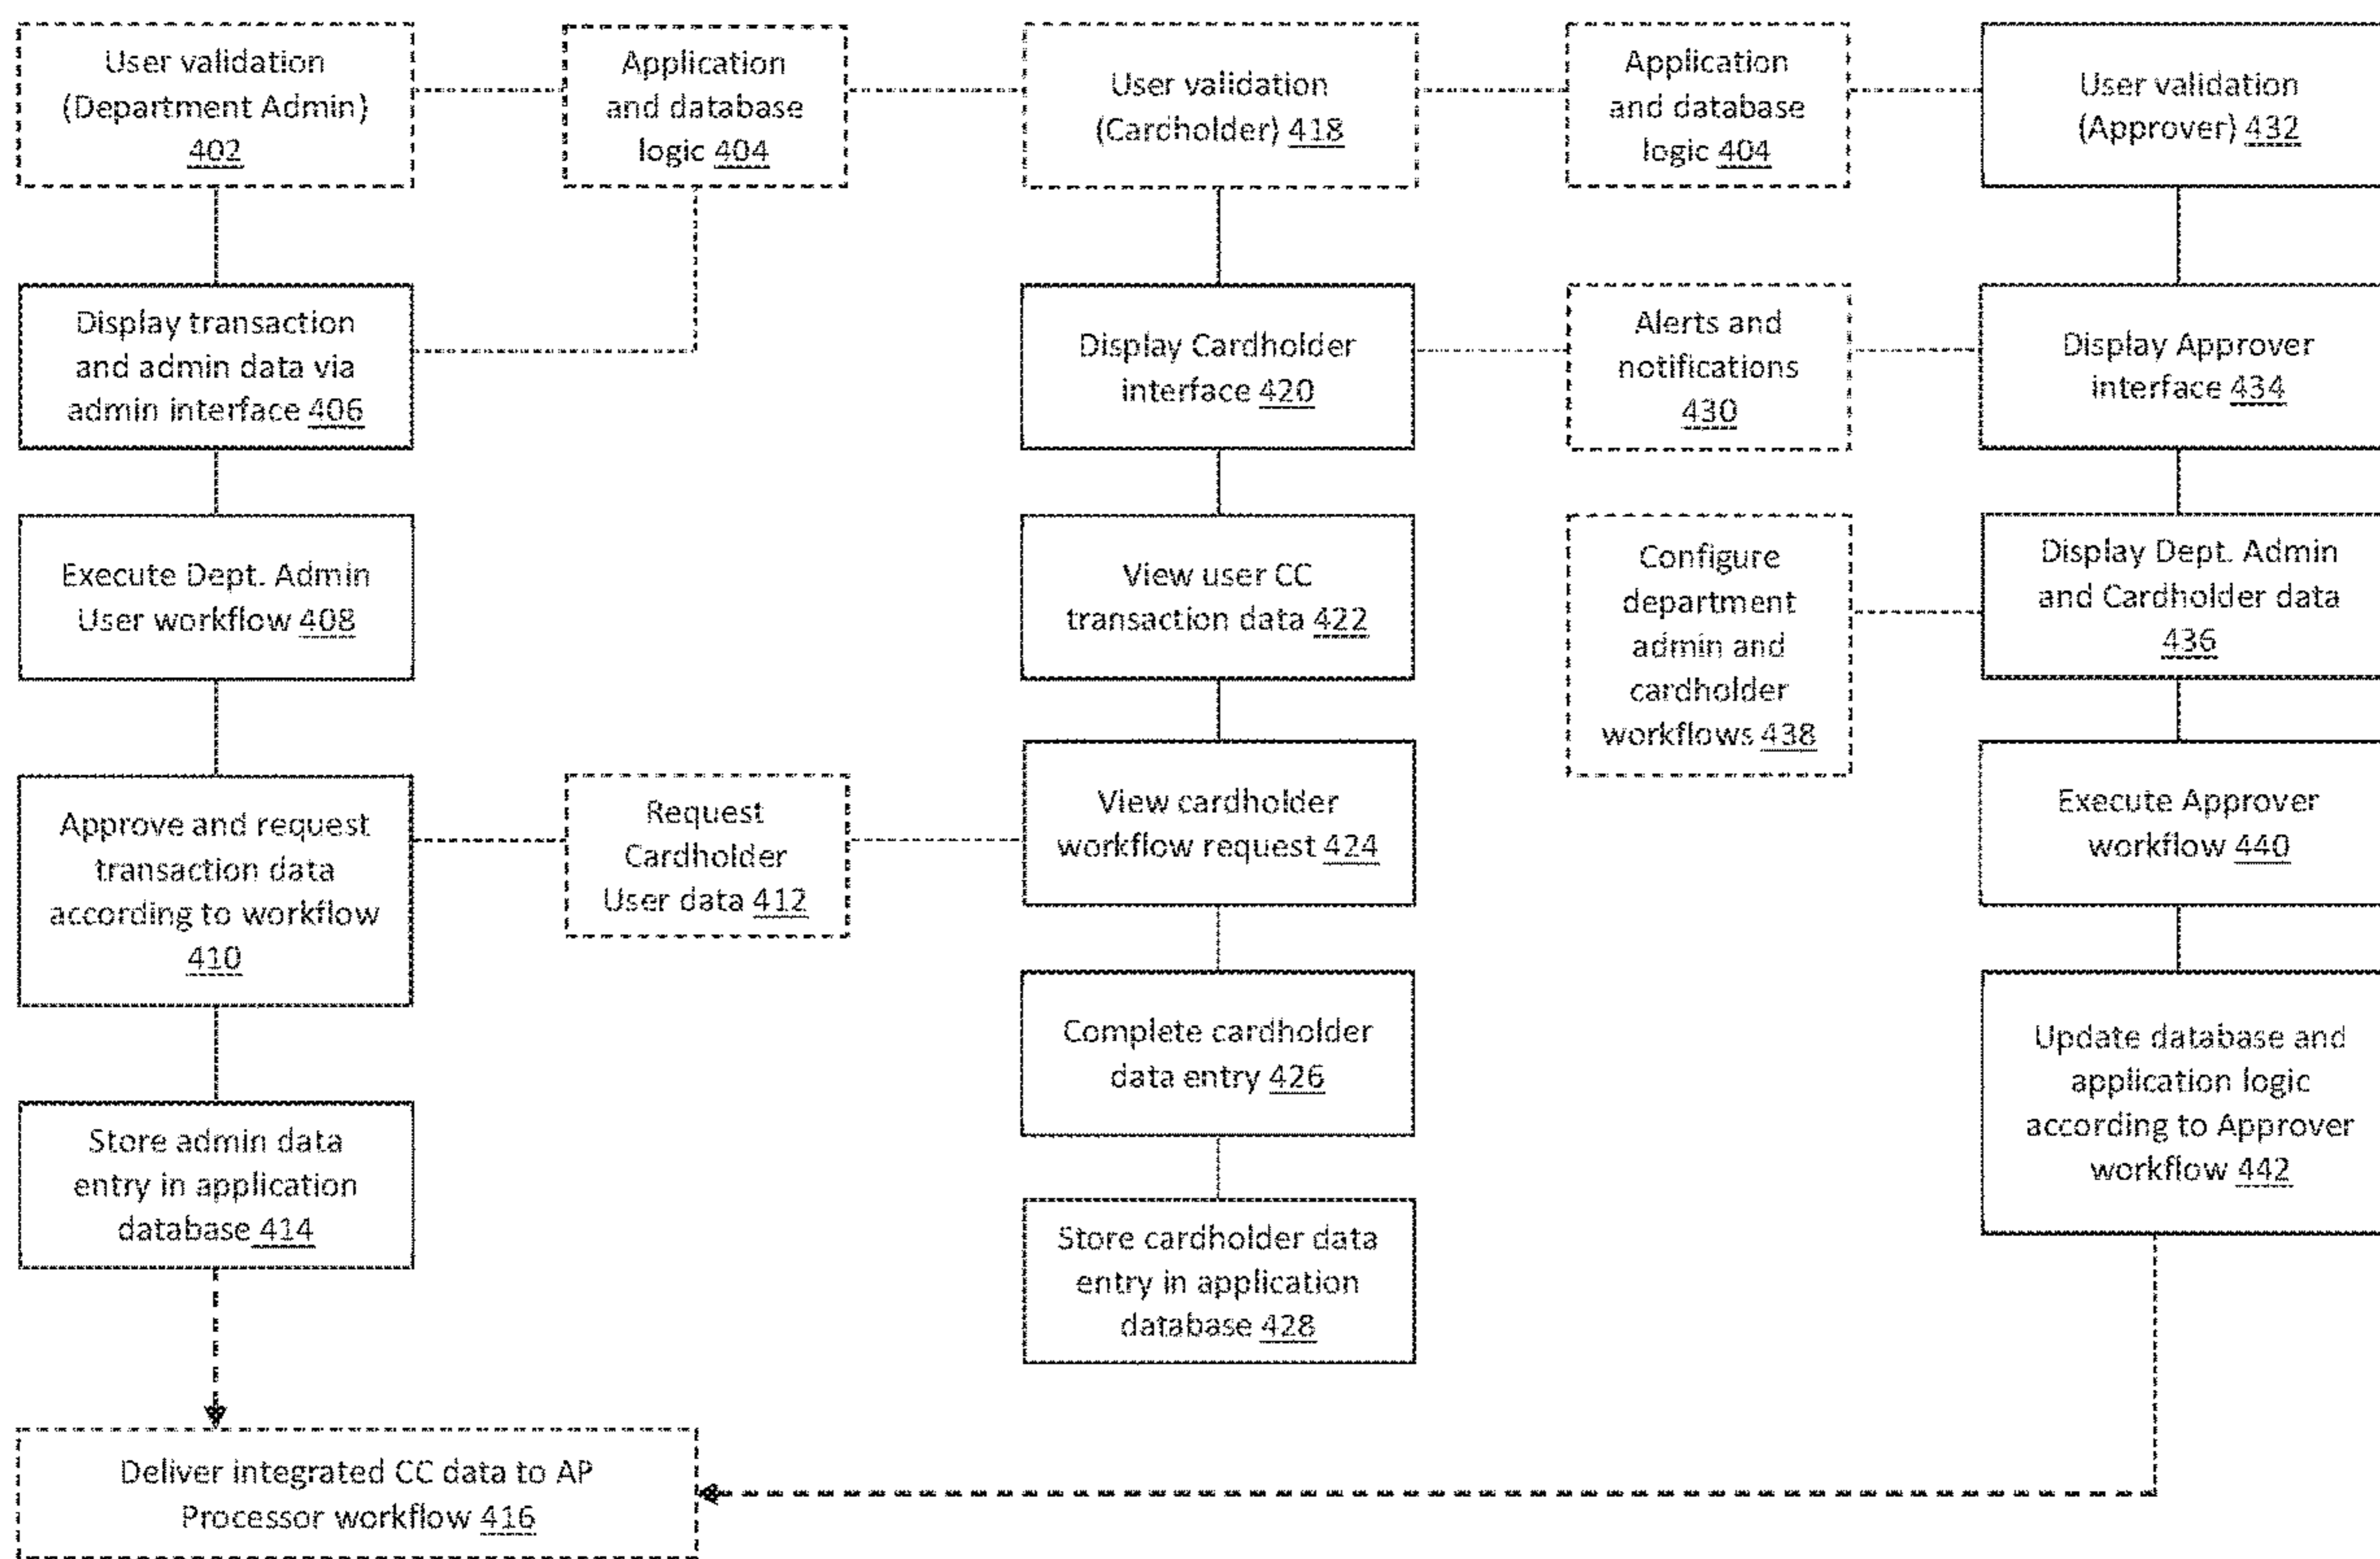 User validation
(Department Admin)
402
Application
and database
logic 404
User validation
(Cardholder) 418
Application
and database
logic 404
User validation
(Approver) 432
Display transaction
and admin data via
admin interface 406
Display Cardholder
interface 420
Alerts and
notifications
430
Display Approver
interface 434
Execute Dept. Admin
User workflow 408
View user CC
transaction data 422
Configure
department
admin and
cardholder
workflows 438
Display Dept. Admin
and Cardholder data
436
Approve and request
transaction data
according to workflow
410
Request
Cardholder
User data 412
View cardholder
workflow request 424
Execute Approver
workflow 440
Complete cardholder
data entry 426
Update database and
application logic
according to Approver
workflow 442
Store admin data
entry in application
database 414
Store cardholder data
entry in application
database 428
Deliver integrated CC data to AP
Processor workflow 416